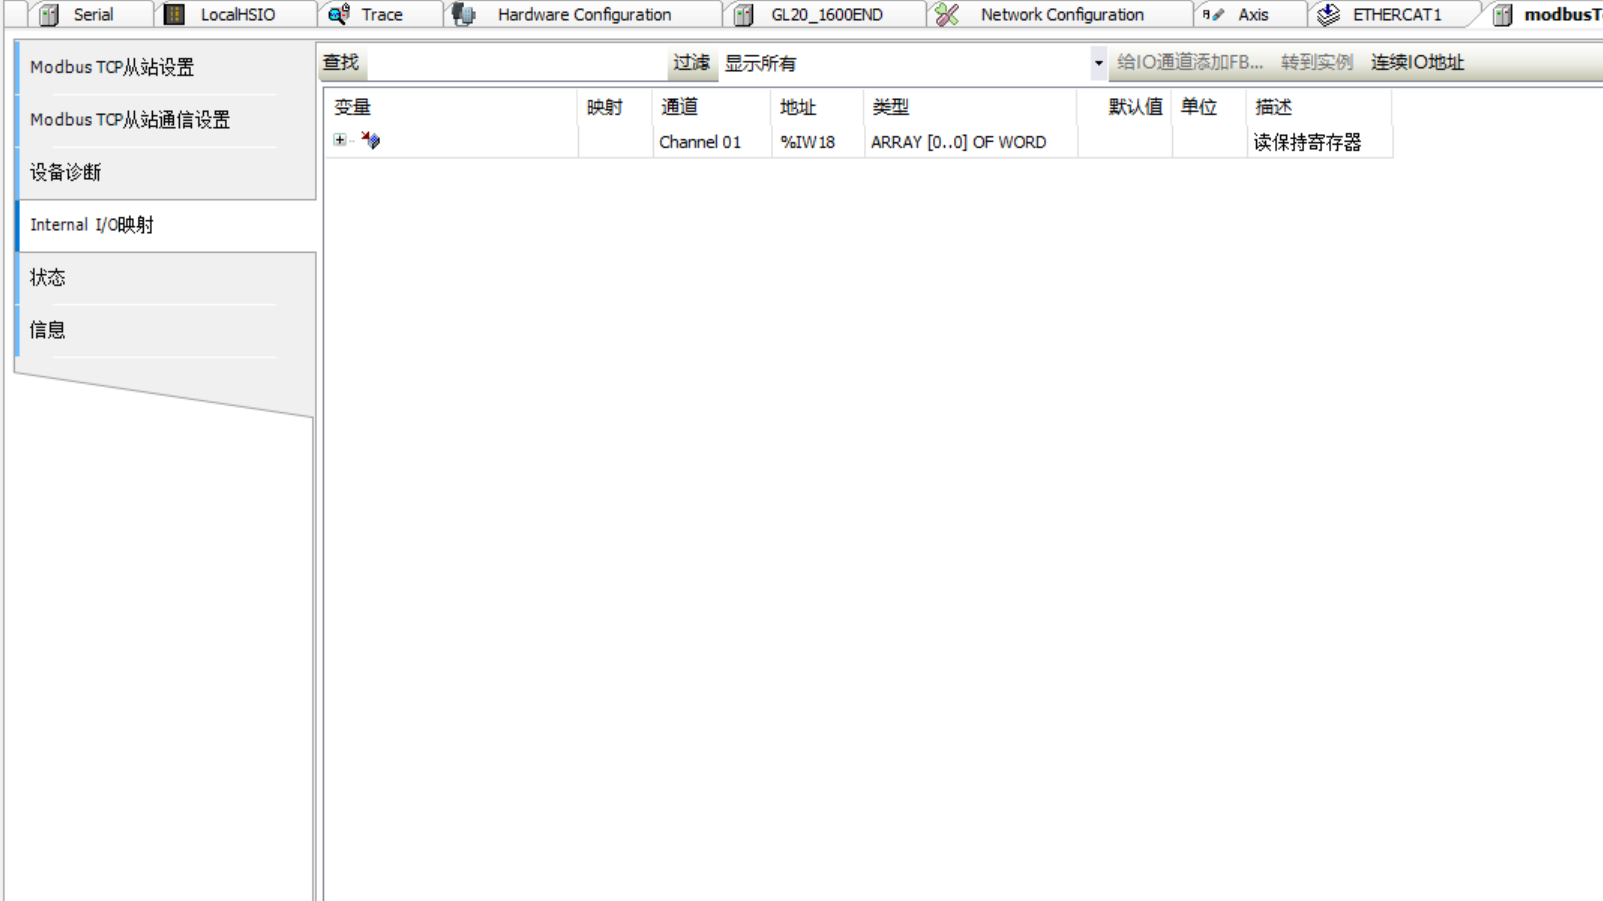 Serial LocalHSIO Trace Hardware Configuration GL20_1600END Network Configuration Axis ETHERCAT1 modbusT
Modbus TCP从站设置
Modbus TCP从站通信设置
设备诊断
Internal I/O映射
状态
信息
查找 过滤 显示所有 给IO通道添加FB... 转到实例 连续IO地址
变量 映射 通道 地址 类型 默认值 单位 描述
Channel 01 %IW18 ARRAY [0..0] OF WORD 读保持寄存器